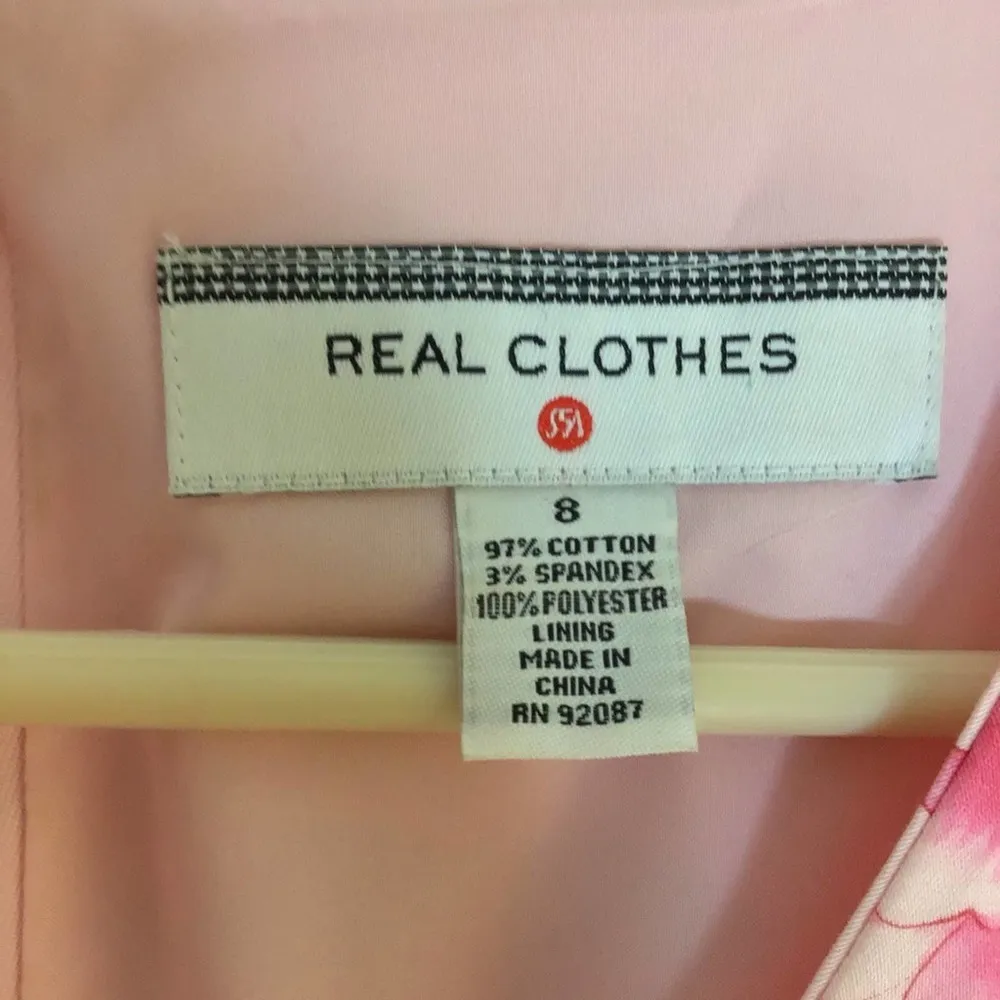 REAL CLOTHES
8
97% COTTON
3% SPANDEX
100% POLYESTER
LINING
MADE IN
CHINA
RN 92087